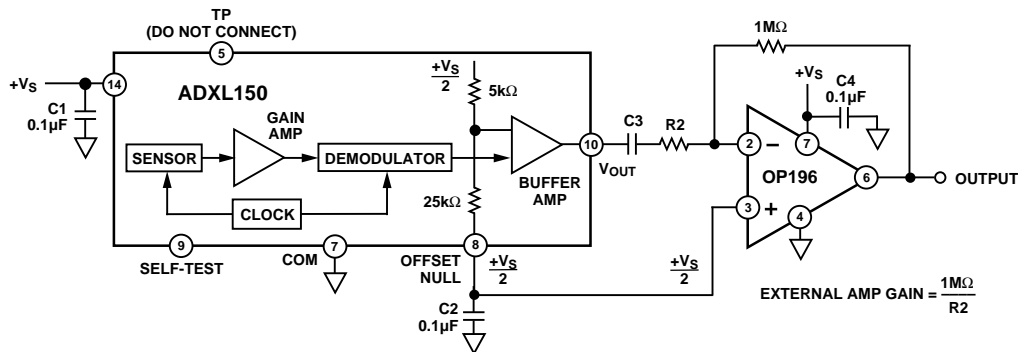 TP
(DO NOT CONNECT)
5
+VS
14
C1
0.1µF
ADXL150
+VS
2
5kΩ
GAIN
AMP
SENSOR
DEMODULATOR
CLOCK
25kΩ
BUFFER
AMP
10
VOUT
9
SELF-TEST
7
COM
8
OFFSET
NULL
+VS
2
C2
0.1µF
C3
R2
1MΩ
+VS
C4
0.1µF
2
−
7
OP196
6
OUTPUT
3
+
4
+VS
2
EXTERNAL AMP GAIN = 1MΩ
R2